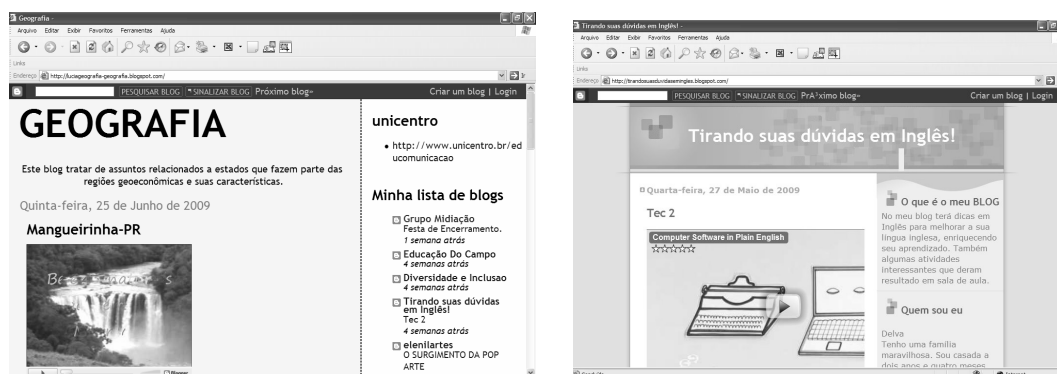 Geografia -
Arquivo Editar Exibir Favoritos Ferramentas Ajuda
Links
Endereço http://luciageografia-geografia.blogspot.com/
PESQUISAR BLOG SINALIZAR BLOG Próximo blog»
Criar um blog | Login
GEOGRAFIA
Este blog tratar de assuntos relacionados a estados que fazem parte das
regiões geoeconômicas e suas características.
Quinta-feira, 25 de Junho de 2009
Mangueirinha-PR
unicentro
http://www.unicentro.br/ed
ucomunicacao
Minha lista de blogs
Grupo Midiação
Festa de Encerramento.
1 semana atrás
Educação Do Campo
4 semanas atrás
Diversidade e Inclusao
4 semanas atrás
Tirando suas dúvidas
em Inglês!
Tec 2
4 semanas atrás
elenilartes
O SURGIMENTO DA POP
ARTE
Tirando suas dúvidas em Inglês! -
Arquivo Editar Exibir Favoritos Ferramentas Ajuda
Links
Endereço http://tirandosuasduvidasemingles.blogspot.com/
PESQUISAR BLOG SINALIZAR BLOG PrÃ³ximo blog»
Criar um blog | Login
Tirando suas dúvidas em Inglês!
Quarta-feira, 27 de Maio de 2009
Tec 2
Computer Software in Plain English
O que é o meu BLOG
No meu blog terá dicas em
Inglês para melhorar a sua
lingua inglesa, enriquecendo
seu aprendizado. Também
algumas atividades
interessantes que deram
resultado em sala de aula.
Quem sou eu
Delva
Tenho uma família
maravilhosa. Sou casada a
dois anos e quatro meses
Internet